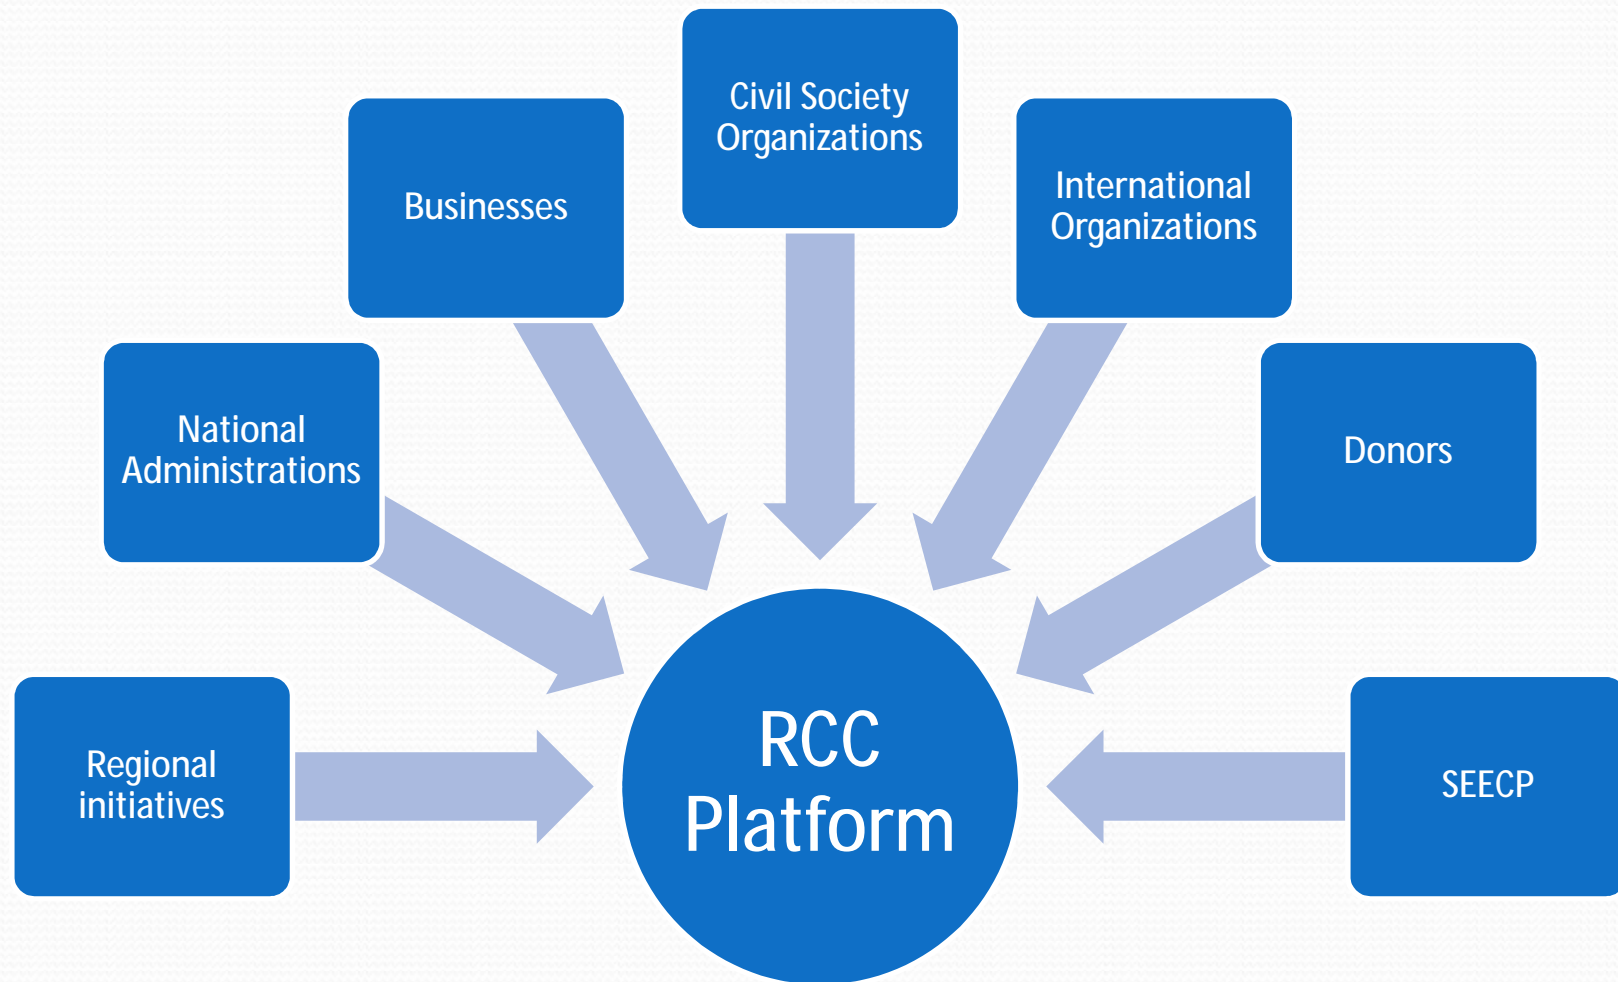 Civil Society
Organizations
Businesses
International
Organizations
National
Administrations
Donors
Regional
initiatives
RCC
Platform
SEECP